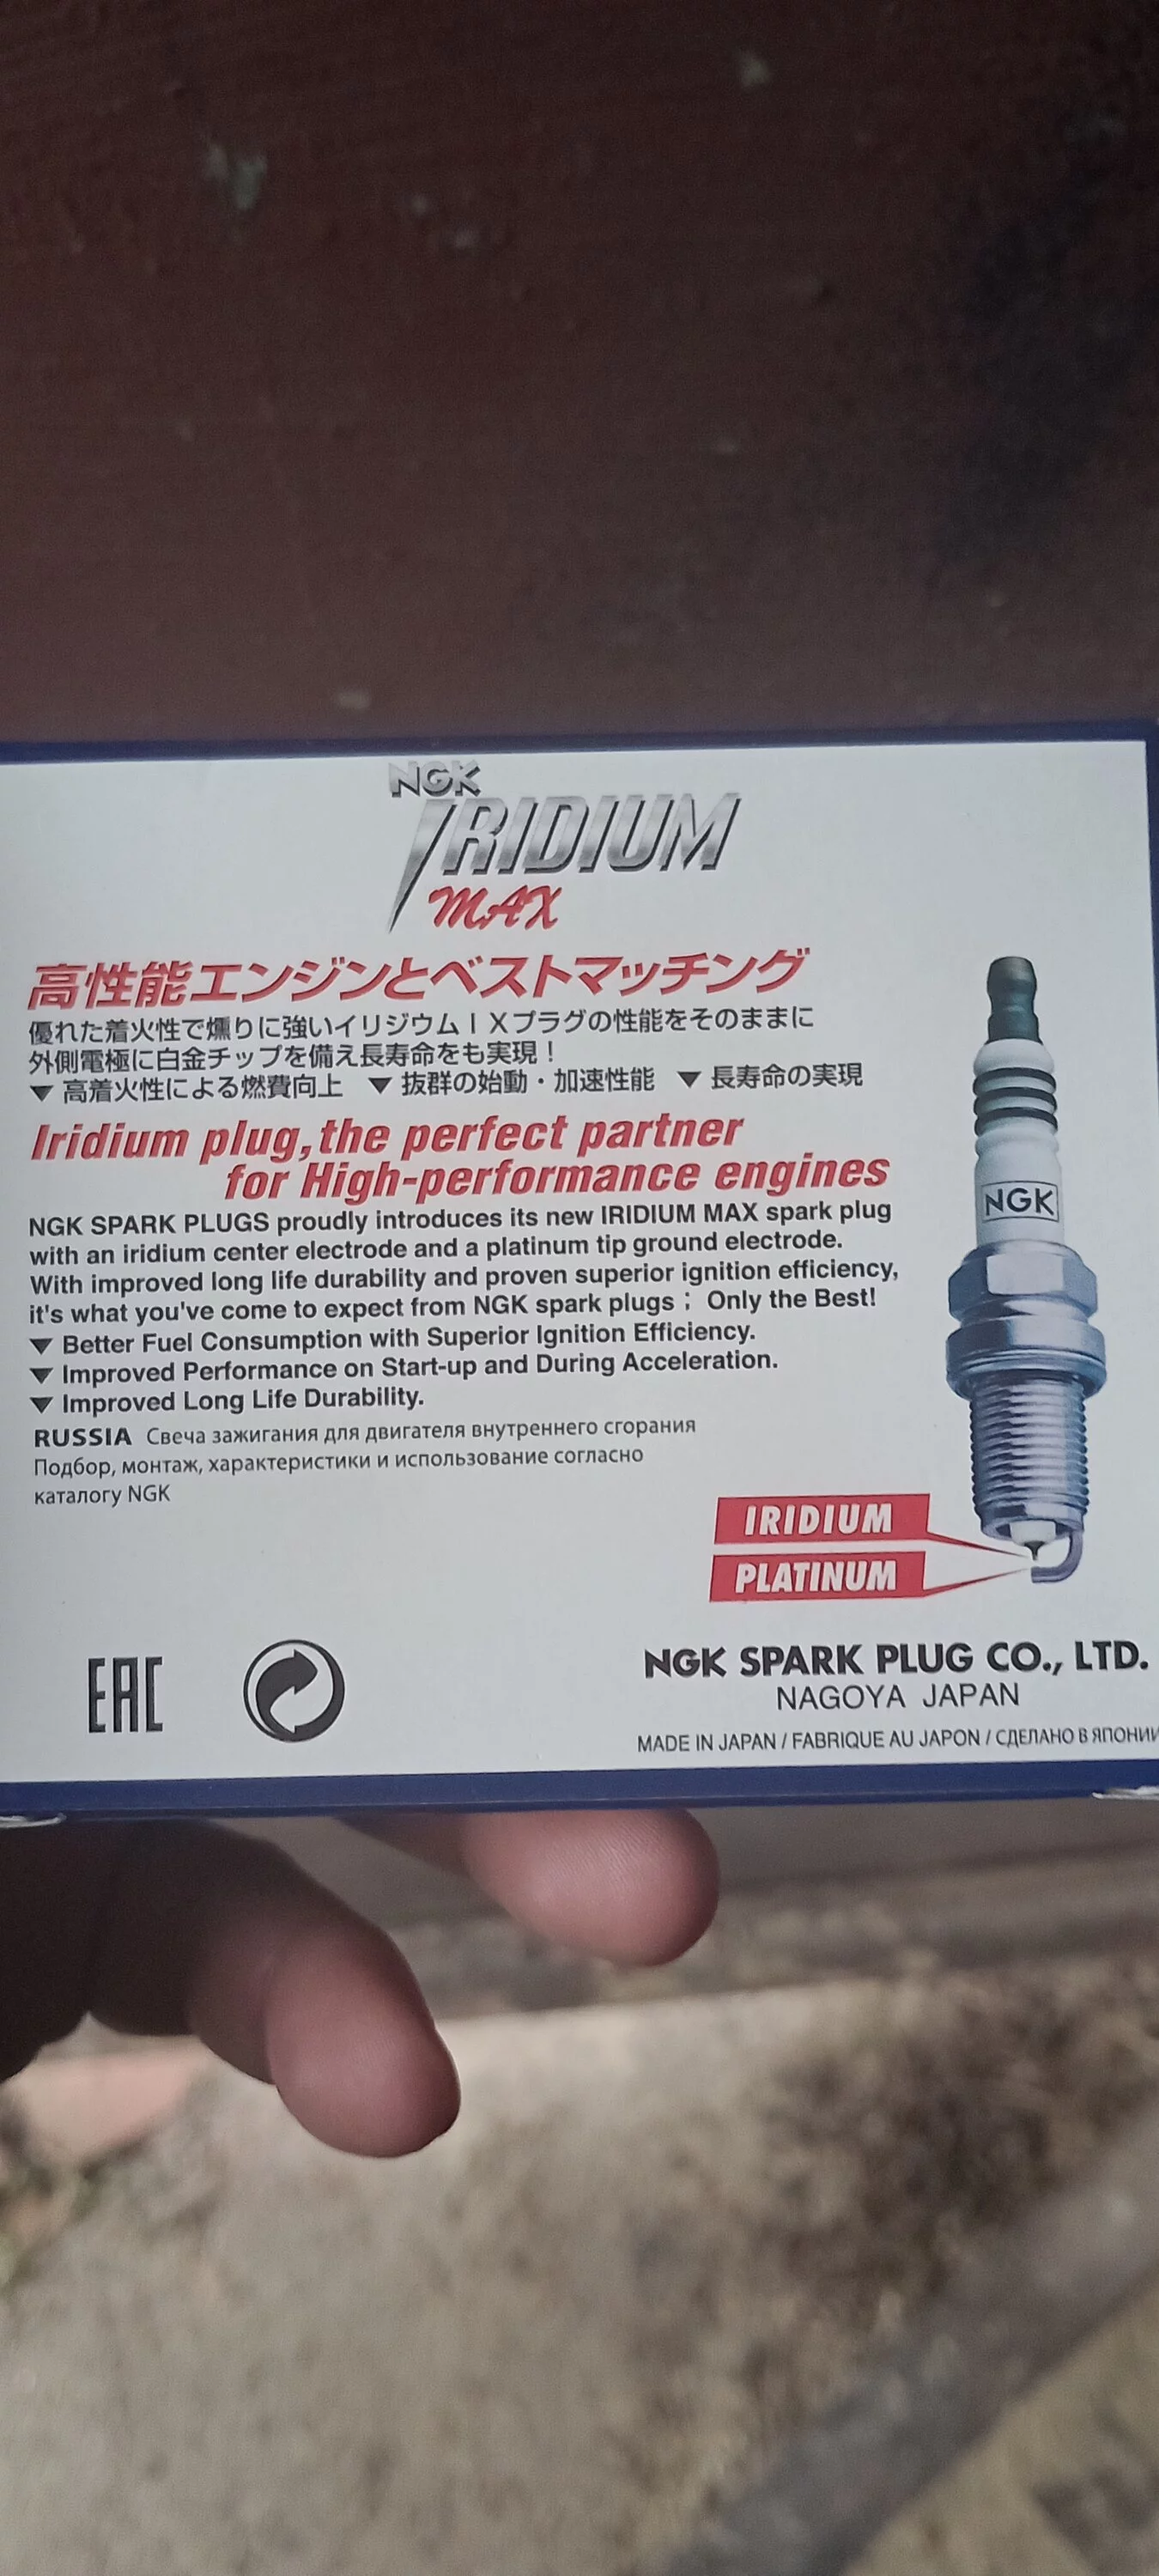 NGK
IRIDIUM
MAX
高性能エンジンとベストマッチング
優れた着火性で燻りに強いイリジウムＩＸプラグの性能をそのままに
外側電極に白金チップを備え長寿命をも実現！
▼ 高着火性による燃費向上 ▼ 抜群の始動・加速性能 ▼ 長寿命の実現
Iridium plug, the perfect partner
for High-performance engines
NGK SPARK PLUGS proudly introduces its new IRIDIUM MAX spark plug
with an iridium center electrode and a platinum tip ground electrode.
With improved long life durability and proven superior ignition efficiency,
it's what you've come to expect from NGK spark plugs ; Only the Best!
▼ Better Fuel Consumption with Superior Ignition Efficiency.
▼ Improved Performance on Start-up and During Acceleration.
▼ Improved Long Life Durability.
RUSSIA Свеча зажигания для двигателя внутреннего сгорания
Подбор, монтаж, характеристики и использование согласно
каталогу NGK
NGK
IRIDIUM
PLATINUM
EAC
NGK SPARK PLUG CO., LTD.
NAGOYA JAPAN
MADE IN JAPAN / FABRIQUE AU JAPON / СДЕЛАНО В ЯПОНИИ